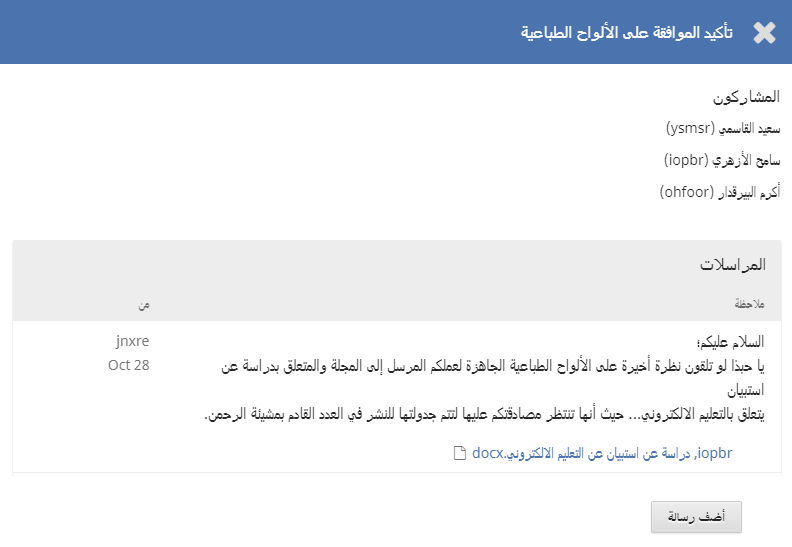 تأكيد الموافقة على الألواح الطباعية
المشاركون
سعيد القاسمي (ysmsr)
سامح الأزهري (iopbr)
أكرم البيرقدار (ohfoor)
المراسلات
ملاحظة من
السلام عليكم؛ jnxre
يا حبذا لو تلقون نظرة أخيرة على الألواح الطباعية الجاهزة لعملكم المرسل إلى المجلة والمتعلق بدراسة عن Oct 28
استبيان
يتعلق بالتعليم الالكتروني... حيث أنها تنتظر مصادقتكم عليها لتتم جدولتها للنشر في العدد القادم بمشيئة الرحمن.
iopbr, دراسة عن استبيان عن التعليم الالكتروني.docx
أضف رسالة